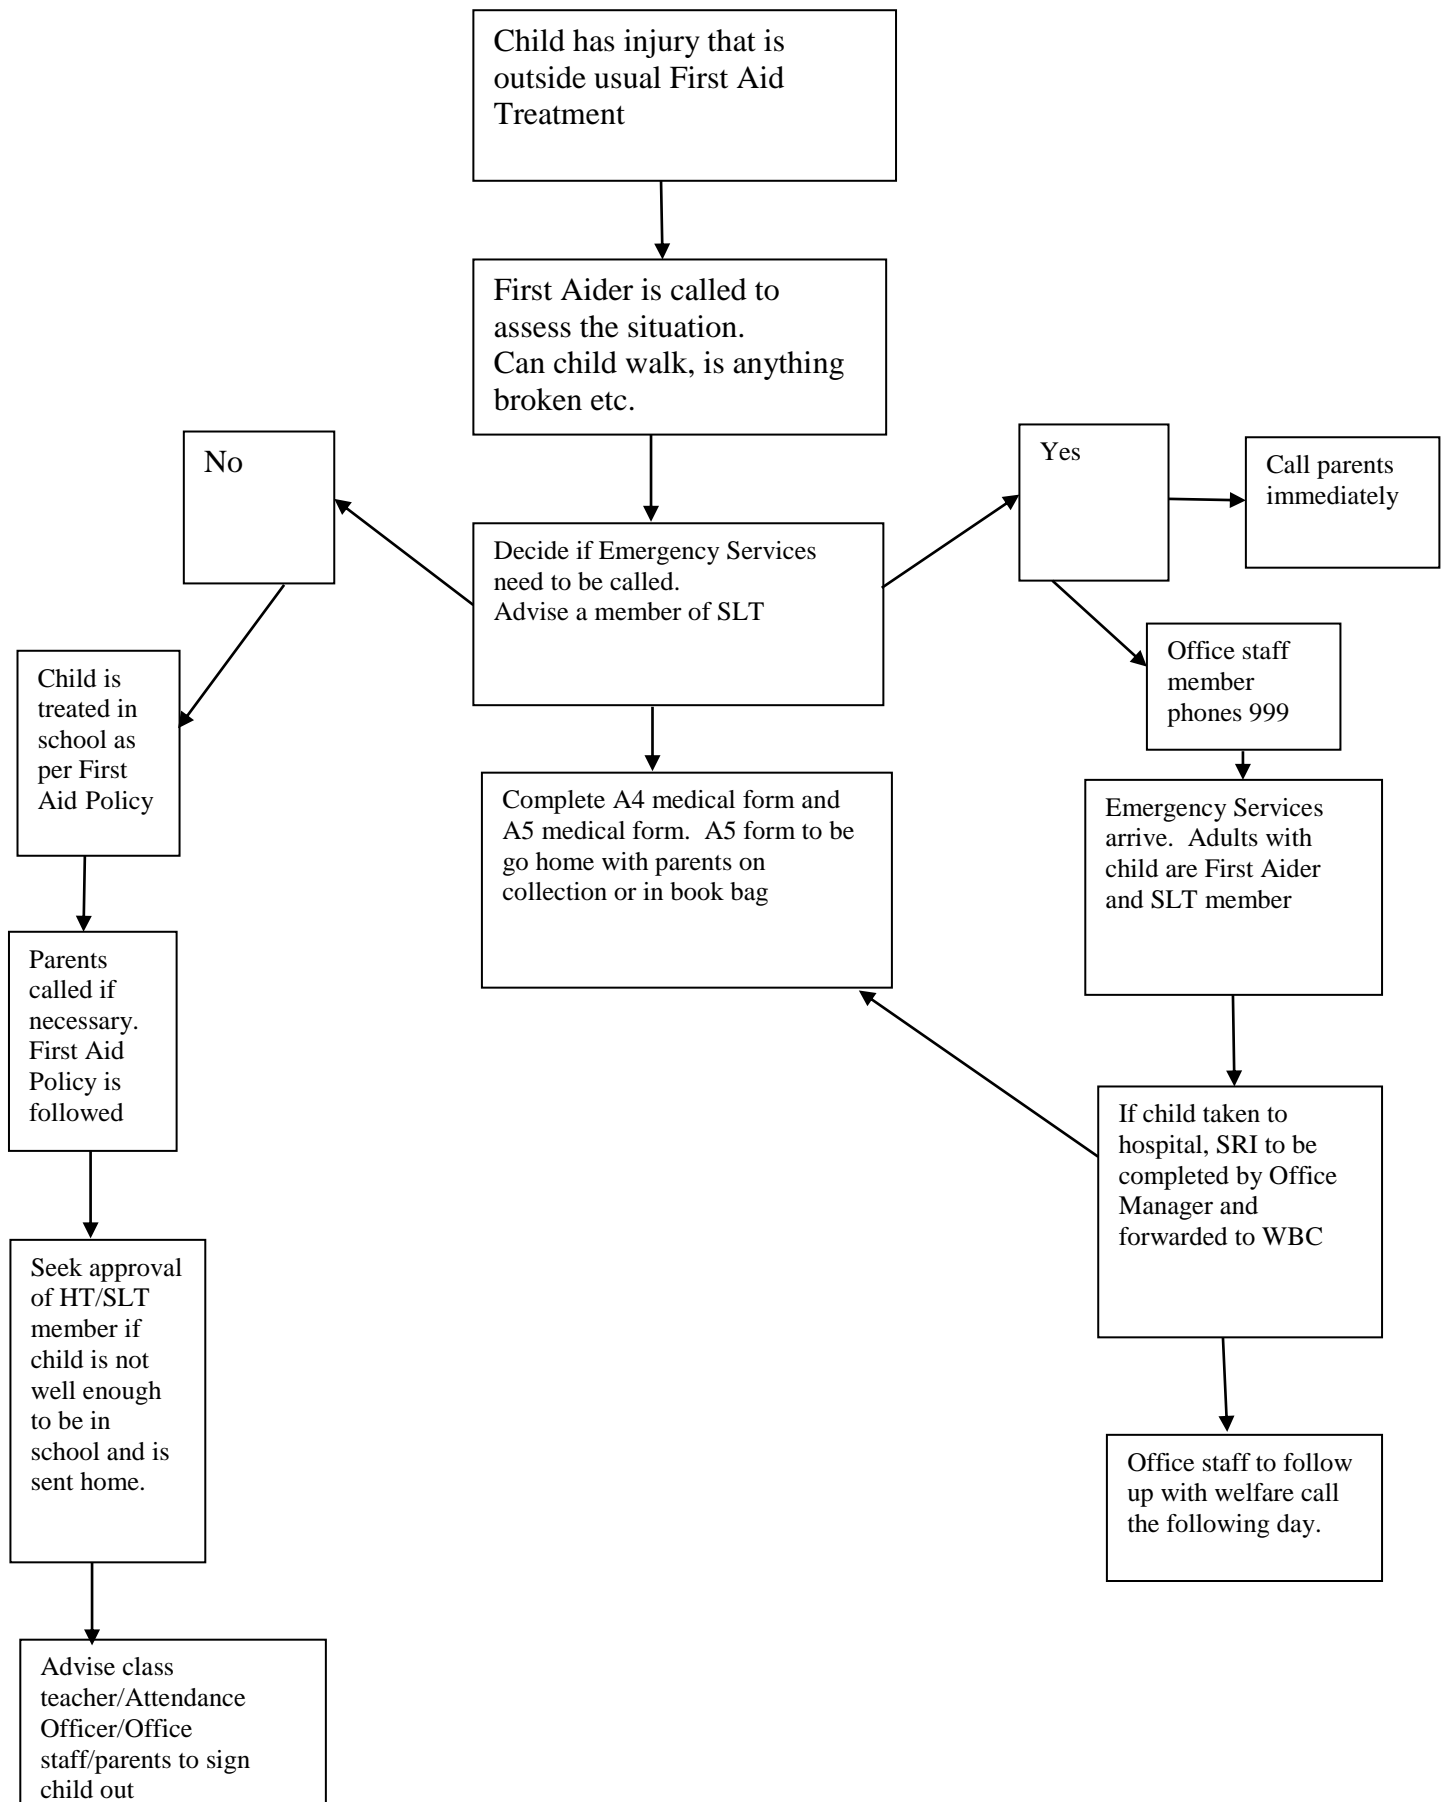 Child has injury that is
outside usual First Aid
Treatment
First Aider is called to
assess the situation.
Can child walk, is anything
broken etc.
No
Yes
Call parents
immediately
Decide if Emergency Services
need to be called.
Advise a member of SLT
Office staff
member
phones 999
Child is
treated in
school as
per First
Aid Policy
Complete A4 medical form and
A5 medical form.  A5 form to be
go home with parents on
collection or in book bag
Emergency Services
arrive.  Adults with
child are First Aider
and SLT member
Parents
called if
necessary.
First Aid
Policy is
followed
If child taken to
hospital, SRI to be
completed by Office
Manager and
forwarded to WBC
Seek approval
of HT/SLT
member if
child is not
well enough
to be in
school and is
sent home.
Office staff to follow
up with welfare call
the following day.
Advise class
teacher/Attendance
Officer/Office
staff/parents to sign
child out